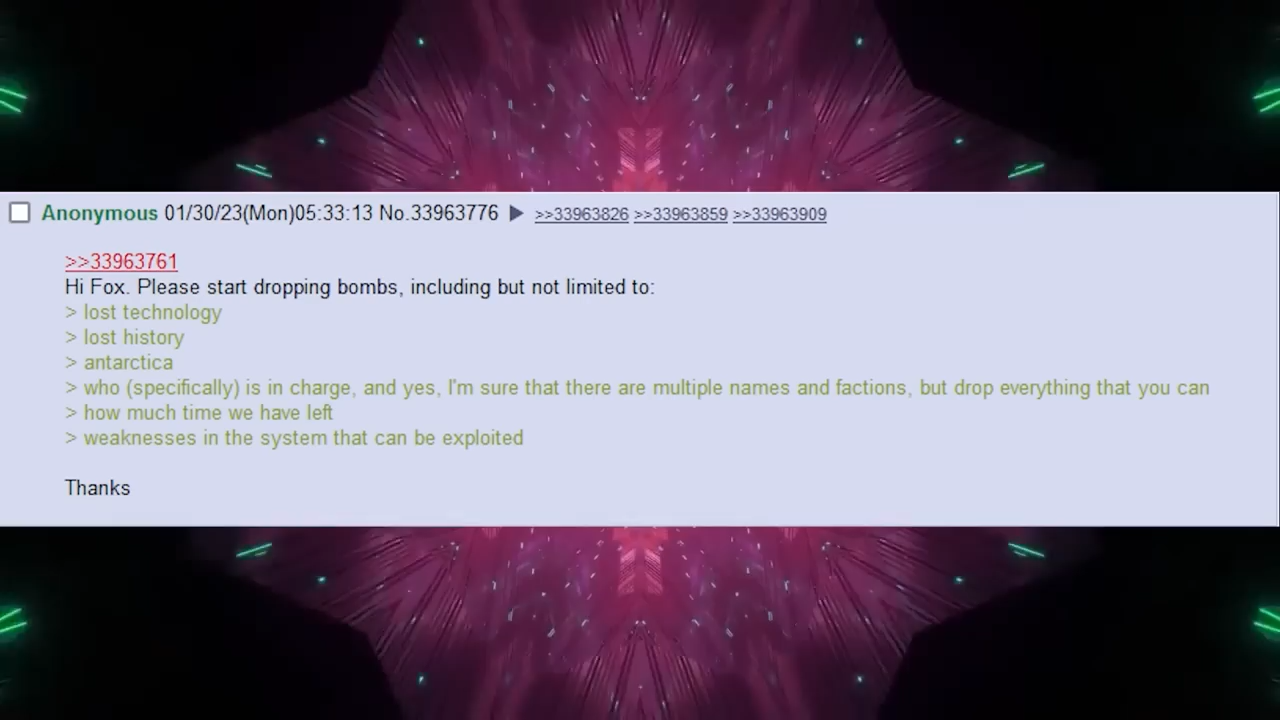 Anonymous 01/30/23(Mon)05:33:13 No.33963776 ▶ >>33963826 >>33963859 >>33963909
>>33963761
Hi Fox. Please start dropping bombs, including but not limited to:
> lost technology
> lost history
> antarctica
> who (specifically) is in charge, and yes, I'm sure that there are multiple names and factions, but drop everything that you can
> how much time we have left
> weaknesses in the system that can be exploited
Thanks